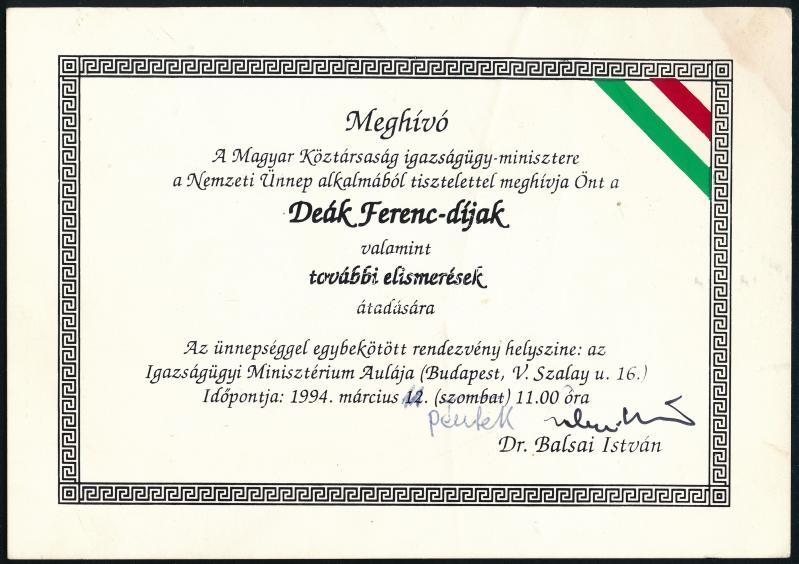 Meghívó
A Magyar Köztársaság igazságügy-minisztere
a Nemzeti Ünnep alkalmából tisztelettel meghívja Önt a
Deák Ferenc-díjak
valamint
további elismerések
átadására
Az ünnepséggel egybekötött rendezvény helyszine: az
Igazságügyi Minisztérium Aulája (Budapest, V. Szalay u. 16.)
Időpontja: 1994. március 12. (szombat) 11.00 óra
11 péntek
Dr. Balsai István